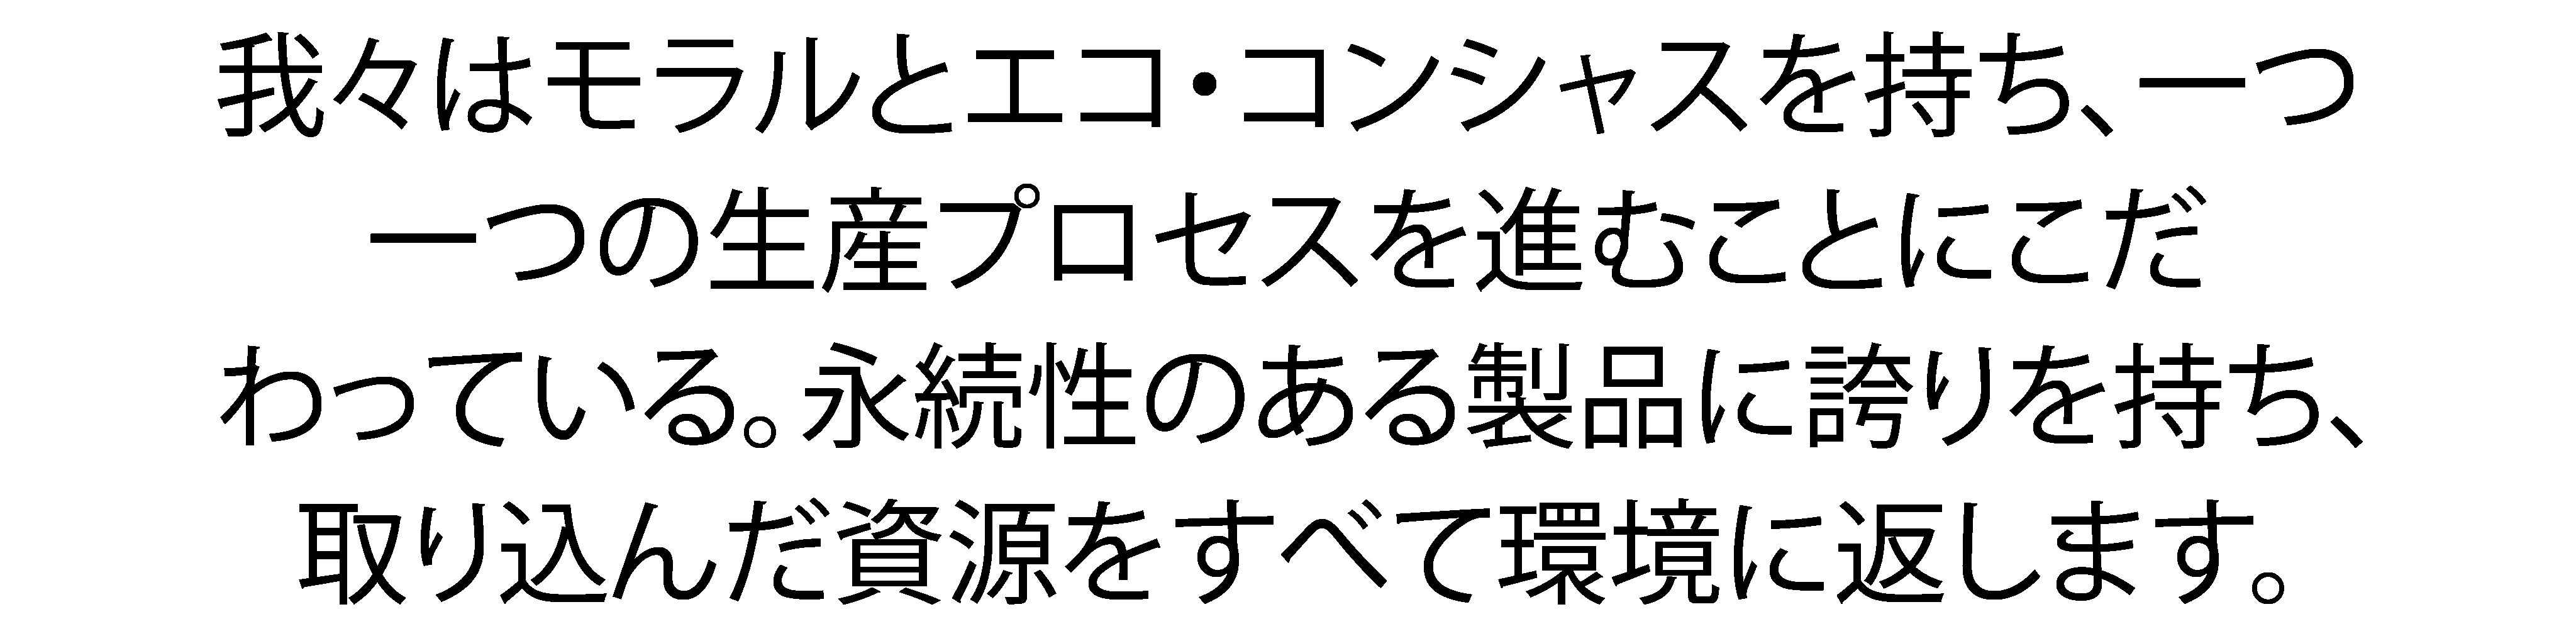 我々はモラルとエコ・コンシャスを持ち、一つ
一つの生産プロセスを進むことにこだ
わっている。永続性のある製品に誇りを持ち、
取り込んだ資源をすべて環境に返します。